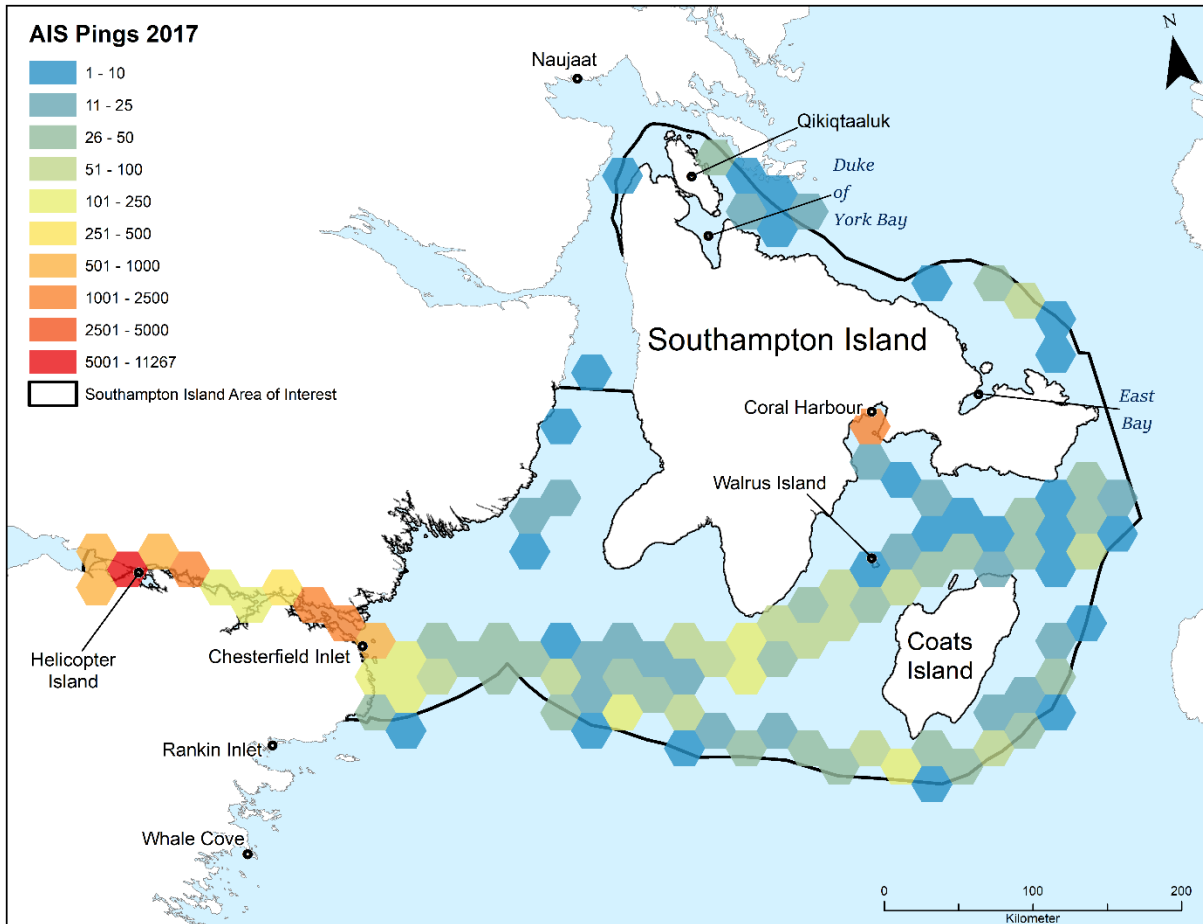 AIS Pings 2017
1 - 10
11 - 25
26 - 50
51 - 100
101 - 250
251 - 500
501 - 1000
1001 - 2500
2501 - 5000
5001 - 11267
Southampton Island Area of Interest
N
Naujaat
Qikiqtaaluk
Duke
of
York Bay
Southampton Island
Coral Harbour
East
Bay
Walrus Island
Helicopter
Island
Chesterfield Inlet
Coats
Island
Rankin Inlet
Whale Cove
0 100 200
Kilometer